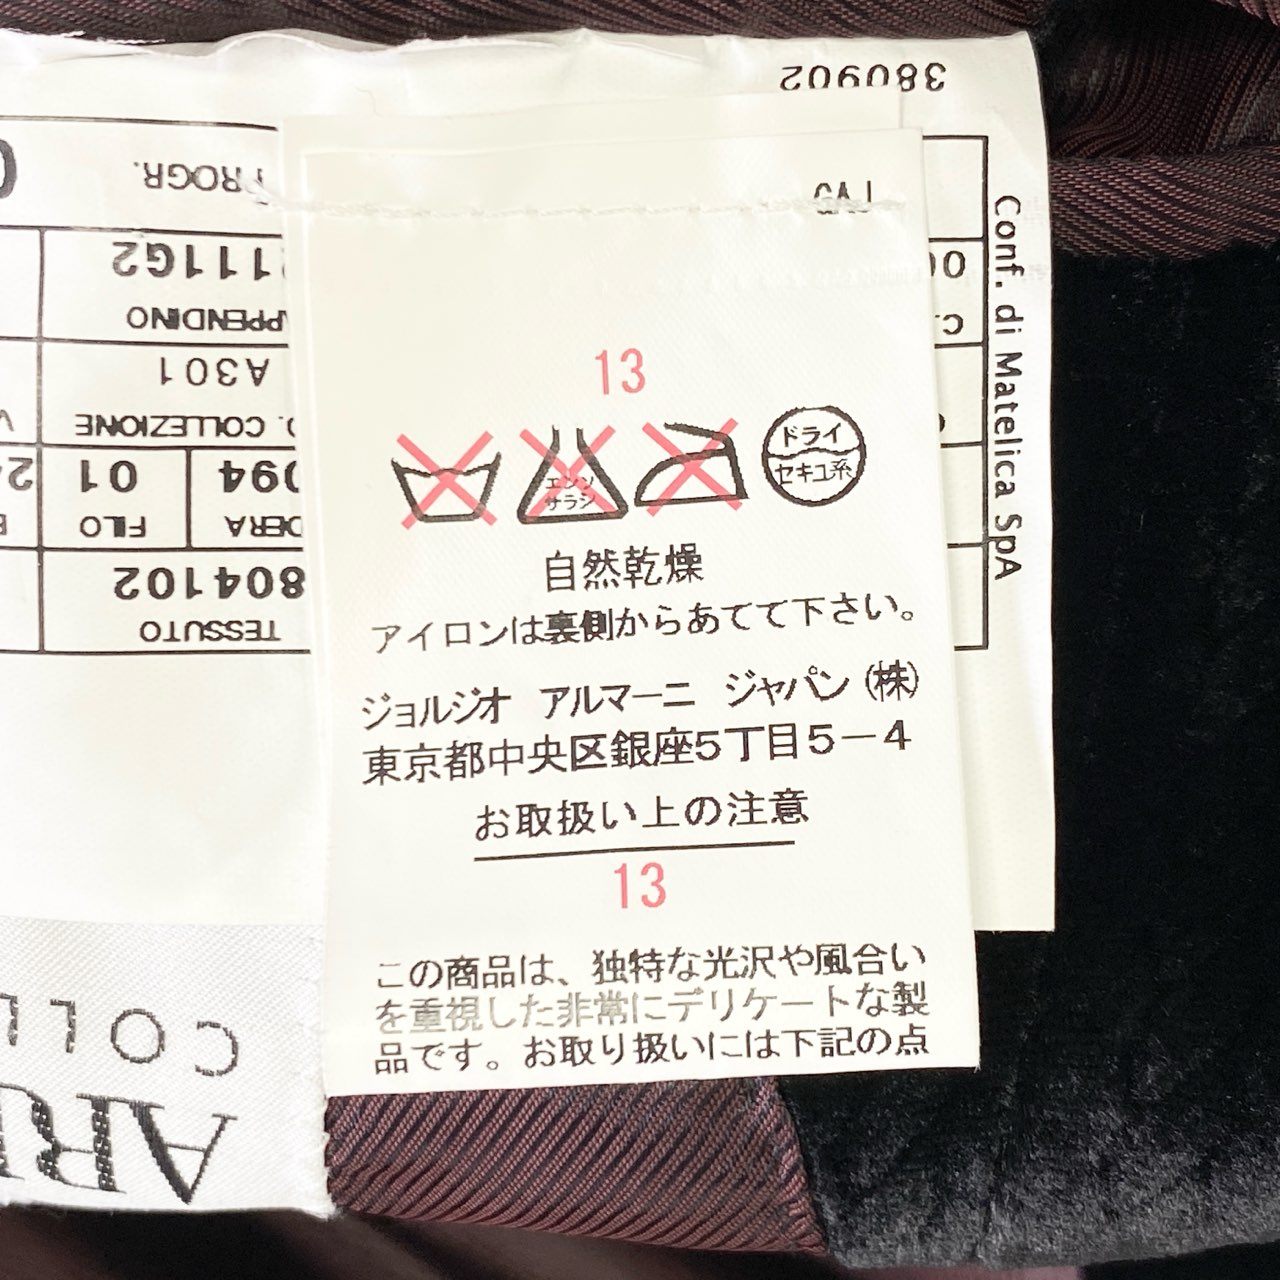 380902
PROGR.
2111G2
APPENDINO
A301
COLLEZIONE
094
01
FILO
804102
TESSUTO
Conf. di Matelica SpA
13
エンソ
サラシ
ドライ
セキユ系
自然乾燥
アイロンは裏側からあてて下さい。
ジョルジオ アルマーニ ジャパン(株)
東京都中央区銀座5丁目5-4
お取扱い上の注意
13
この商品は、独特な光沢や風合い
を重視した非常にデリケートな製
品です。お取り扱いには下記の点
COLL
AR